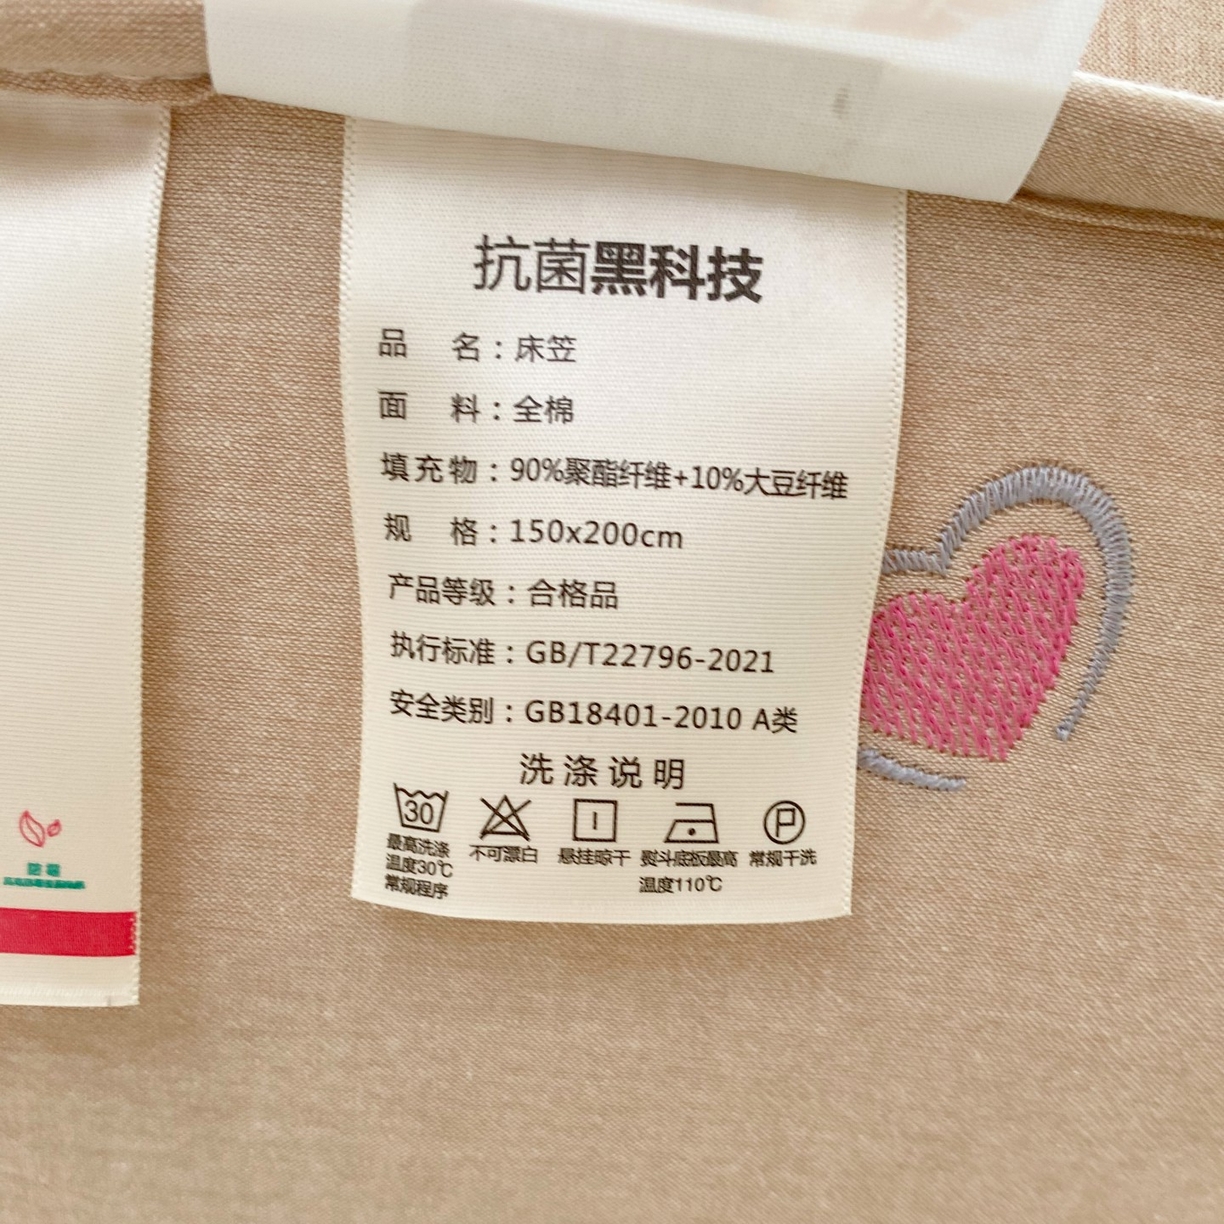 抗菌黑科技
品 名：床笠
面 料：全棉
填充物：90%聚酯纤维+10%大豆纤维
规 格：150x200cm
产品等级：合格品
执行标准：GB/T22796-2021
安全类别：GB18401-2010 A类
洗涤说明
30
P
最高洗涤温度30℃常规程序
不可漂白
悬挂晾干
熨斗底板最高温度110℃
常规干洗